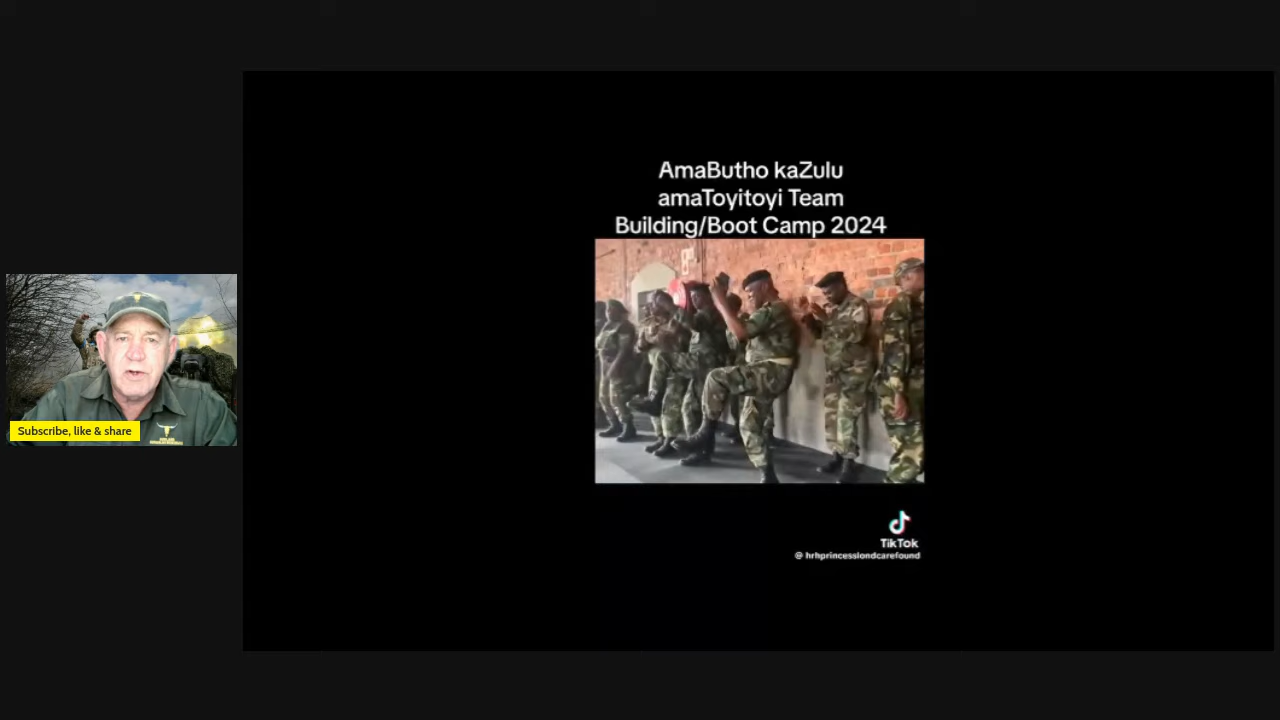 AmaButho kaZulu
amaToyitoyi Team
Building/Boot Camp 2024
Subscribe, like & share
TikTok
@ hrhprincesslondcarefound